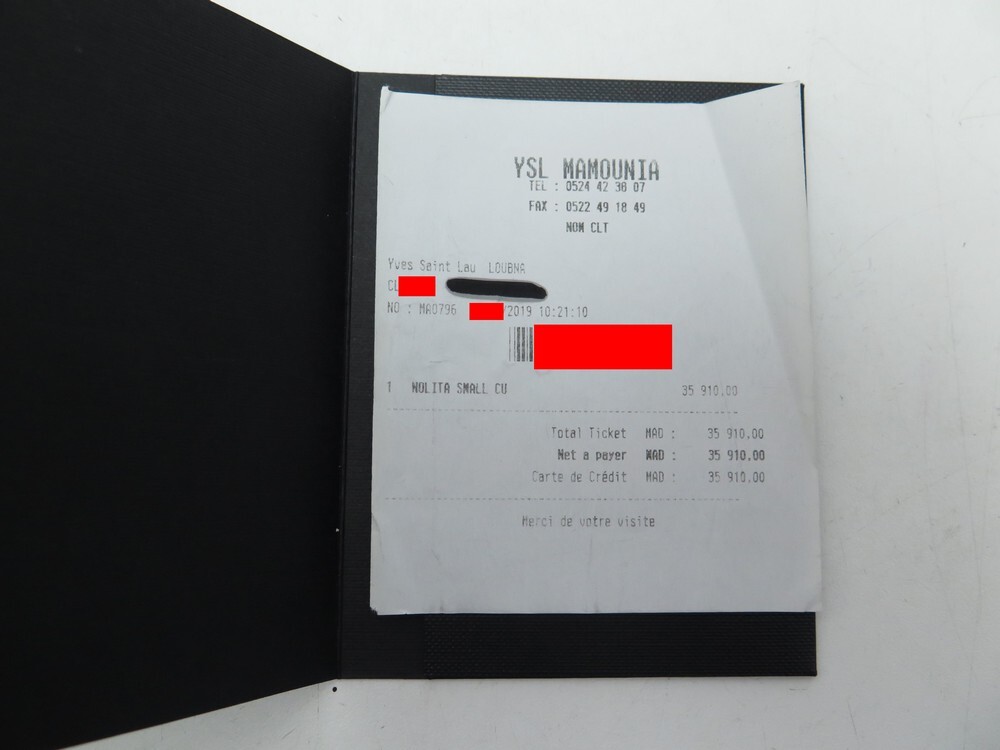 YSL MAMOUNIA
TEL : 0524 42 38 07
FAX : 0522 49 18 49
NOM CLT
Yves Saint Lau LOUBNA
CL
NO : MA0796 /2019 10:21:10
1 NOLITA SMALL CU 35 910.00
Total Ticket MAD : 35 910.00
Net a payer MAD : 35 910.00
Carte de Crédit MAD : 35 910.00
Merci de votre visite